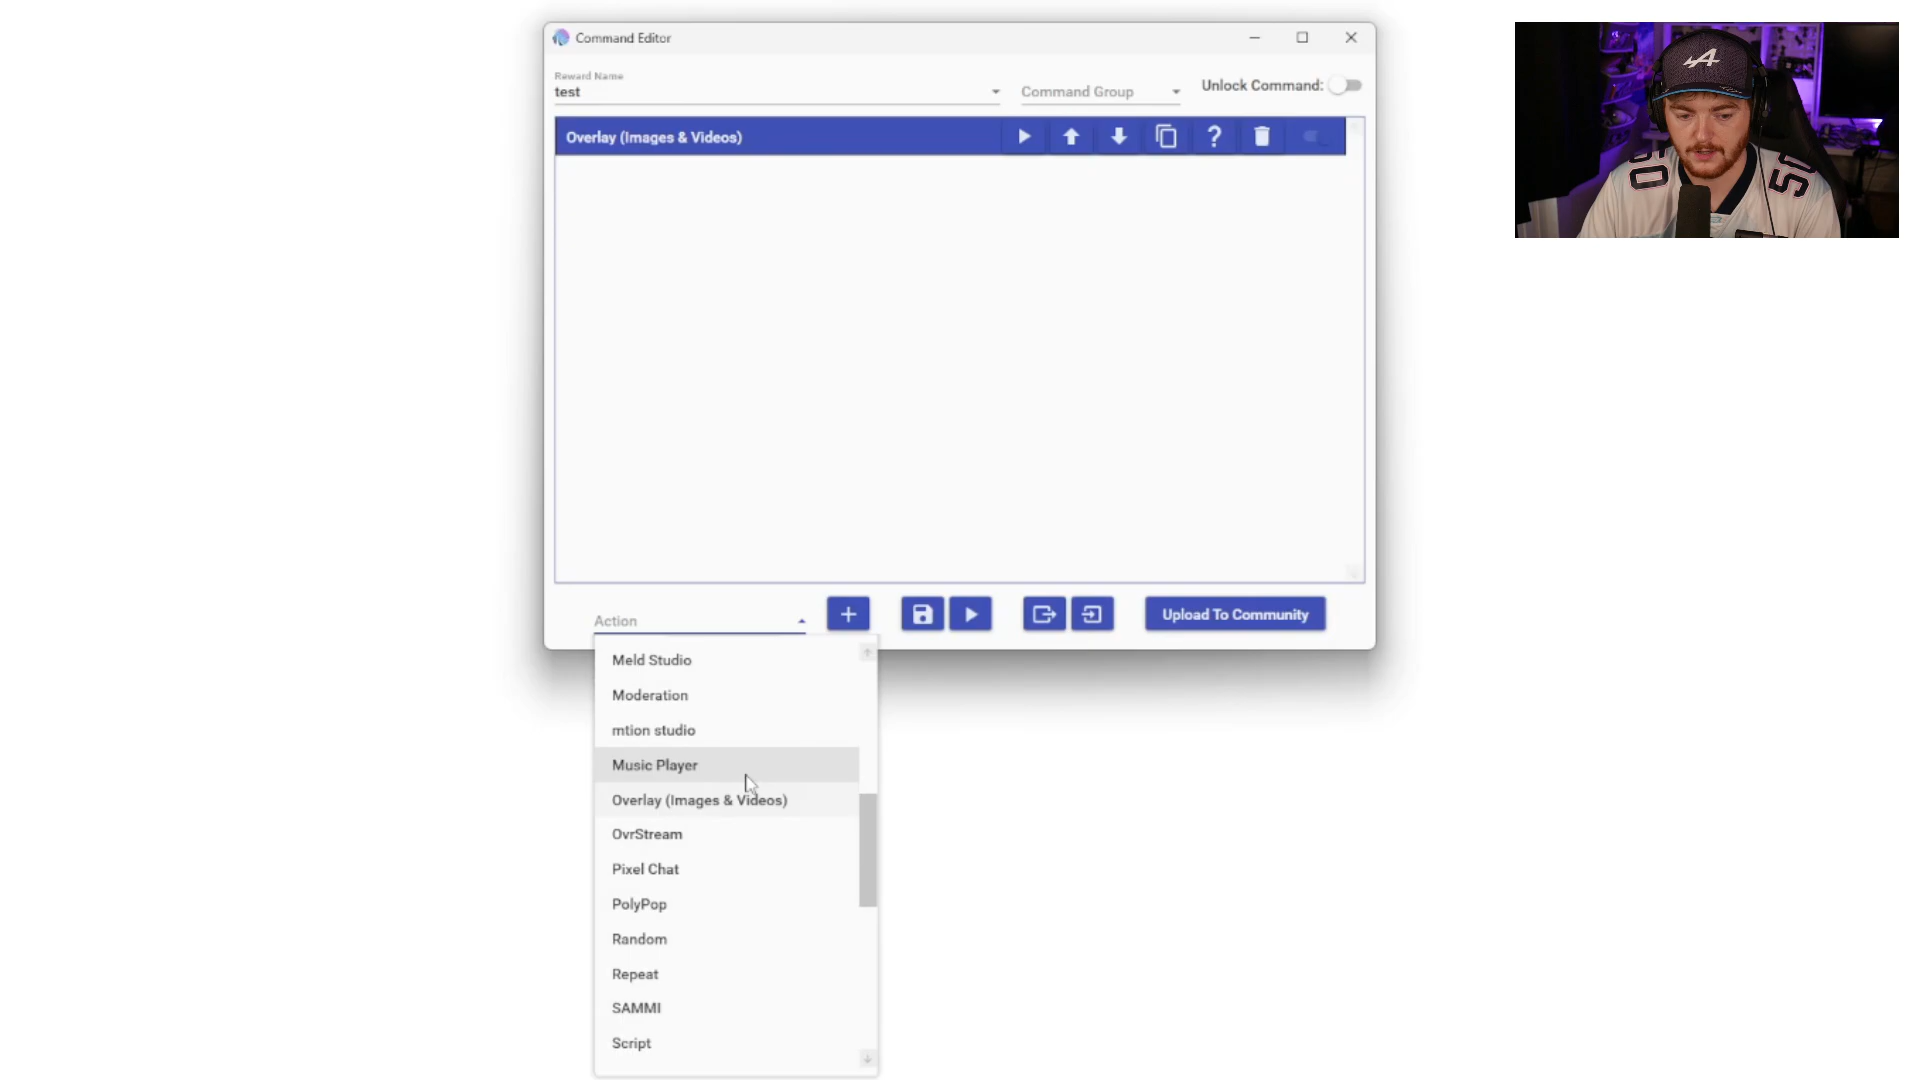 Command Editor
Reward Name
test
Command Group
Unlock Command:
Overlay (Images & Videos)
?
Action
Upload To Community
Meld Studio
Moderation
mtion studio
Music Player
Overlay (Images & Videos)
OvrStream
Pixel Chat
PolyPop
Random
Repeat
SAMMI
Script
50